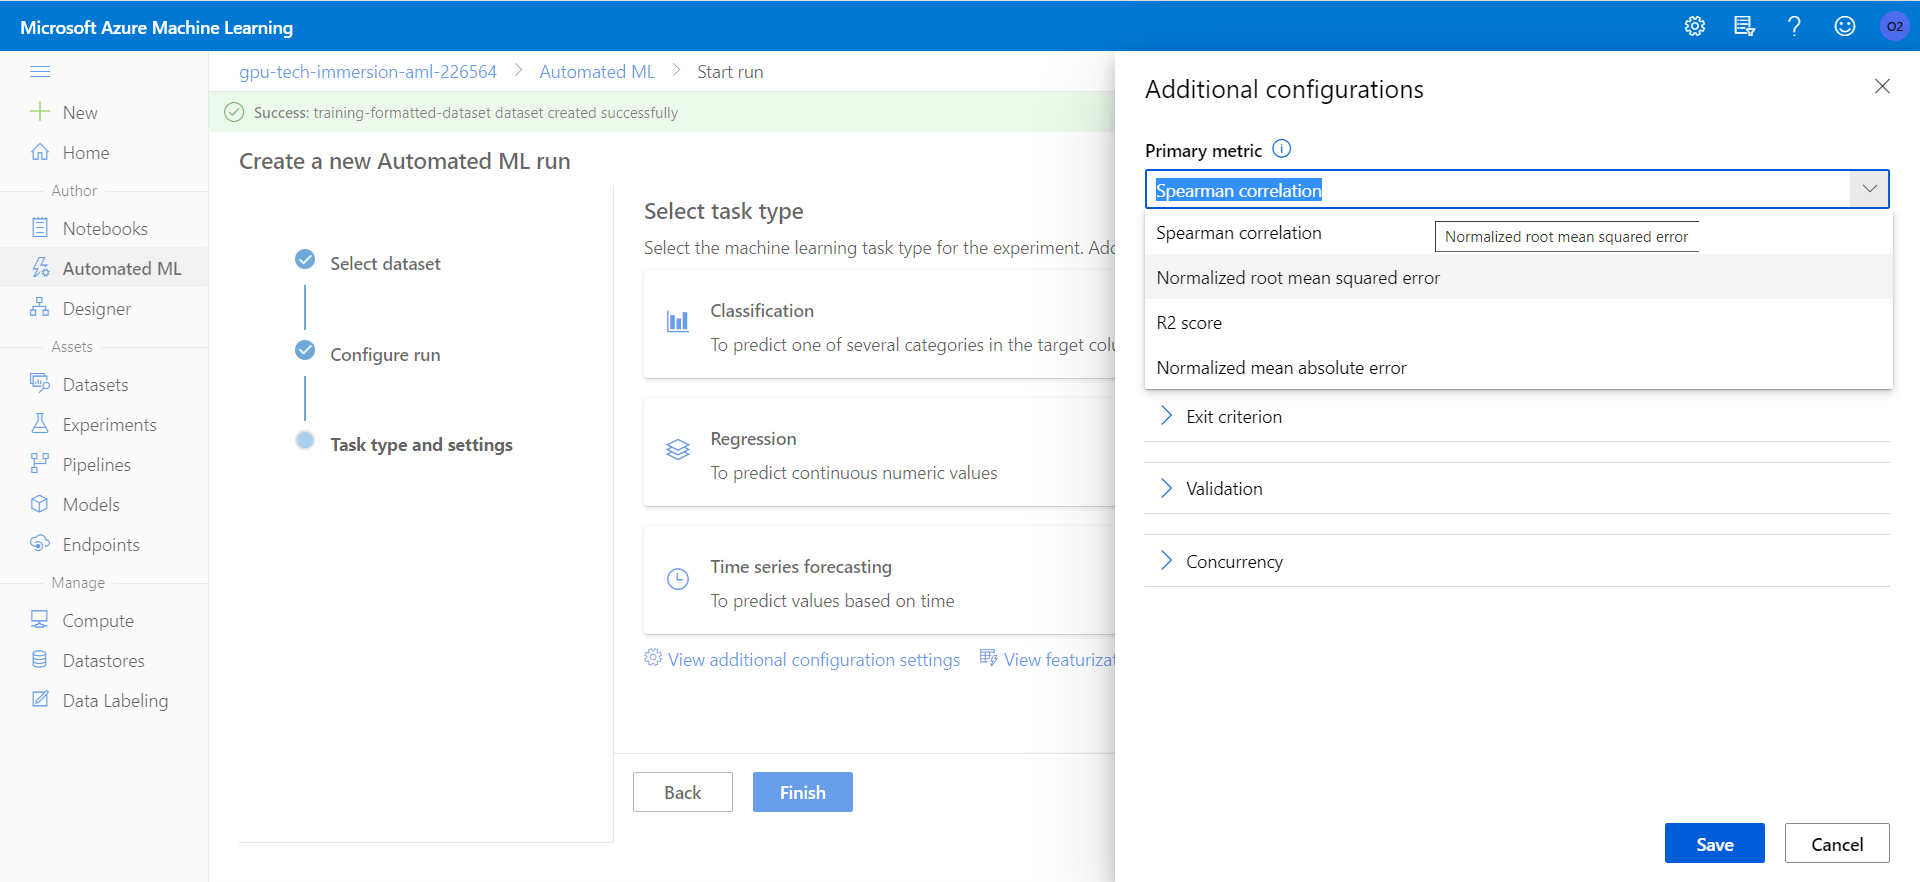 Microsoft Azure Machine Learning
O2
New
Home
Author
Notebooks
Automated ML
Designer
Assets
Datasets
Experiments
Pipelines
Models
Endpoints
Manage
Compute
Datastores
Data Labeling
gpu-tech-immersion-aml-226564 > Automated ML > Start run
Success: training-formatted-dataset dataset created successfully
Create a new Automated ML run
Select dataset
Configure run
Task type and settings
Select task type
Select the machine learning task type for the experiment. Ad
Classification
To predict one of several categories in the target col
Regression
To predict continuous numeric values
Time series forecasting
To predict values based on time
View additional configuration settings View featurizat
Back Finish
Additional configurations
Primary metric
Spearman correlation
Spearman correlation
Normalized root mean squared error
Normalized root mean squared error
R2 score
Normalized mean absolute error
Exit criterion
Validation
Concurrency
Save Cancel